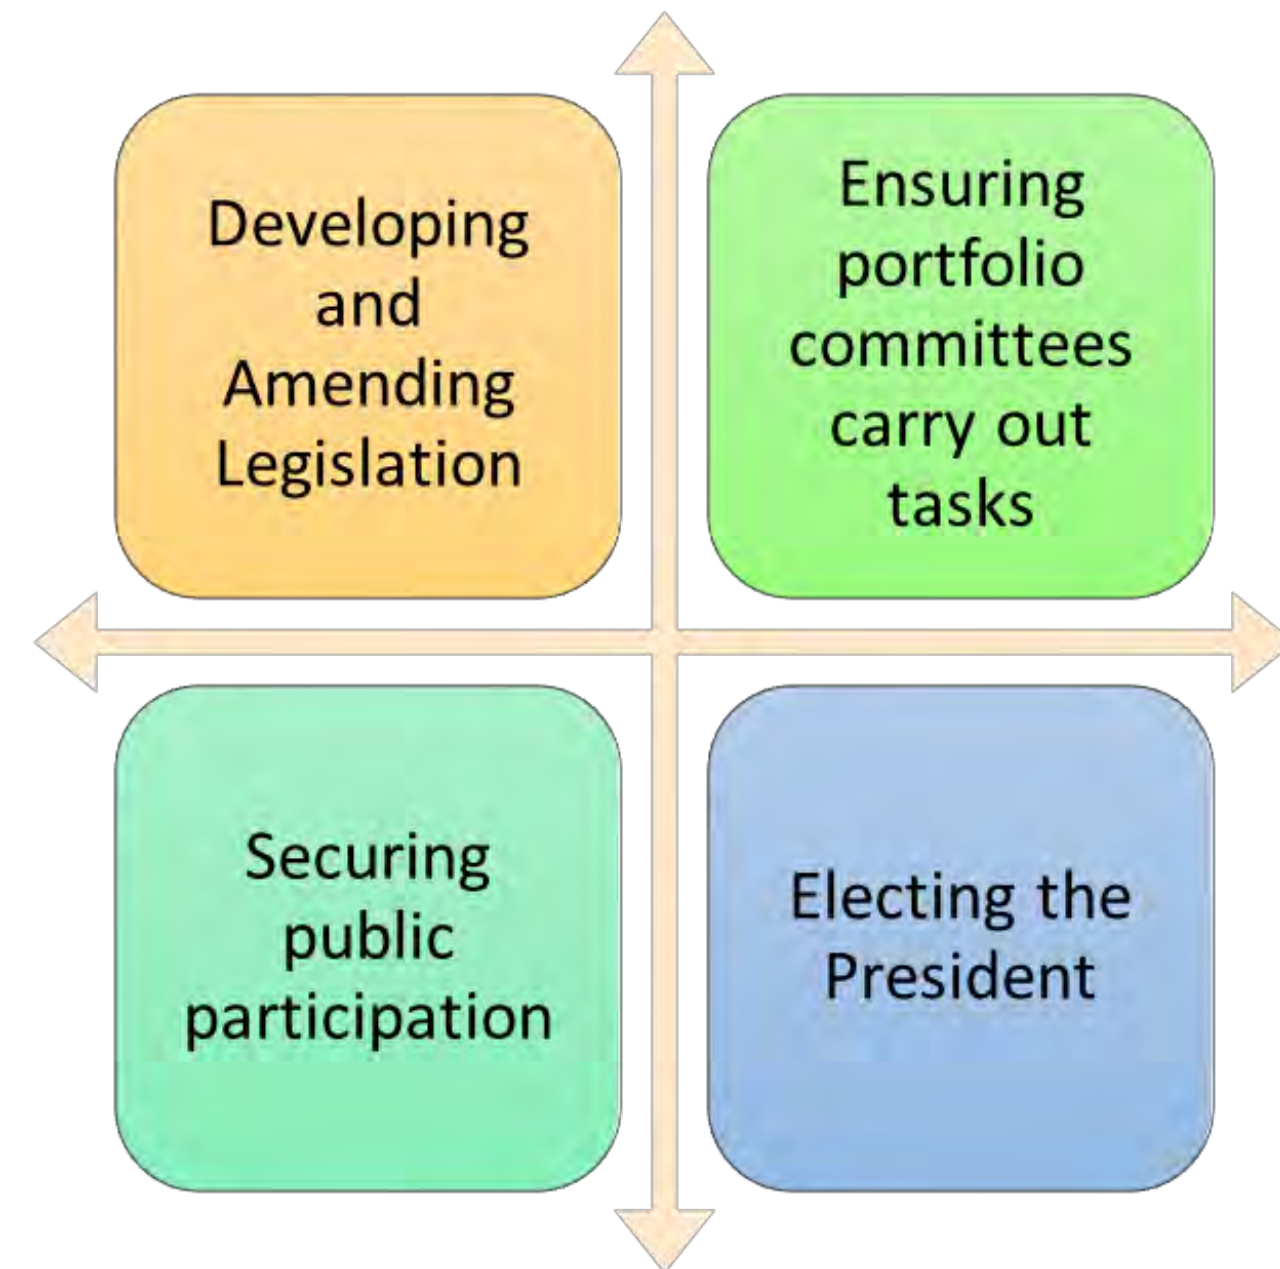 Developing
and
Amending
Legislation
Ensuring
portfolio
committees
carry out
tasks
Securing
public
participation
Electing the
President